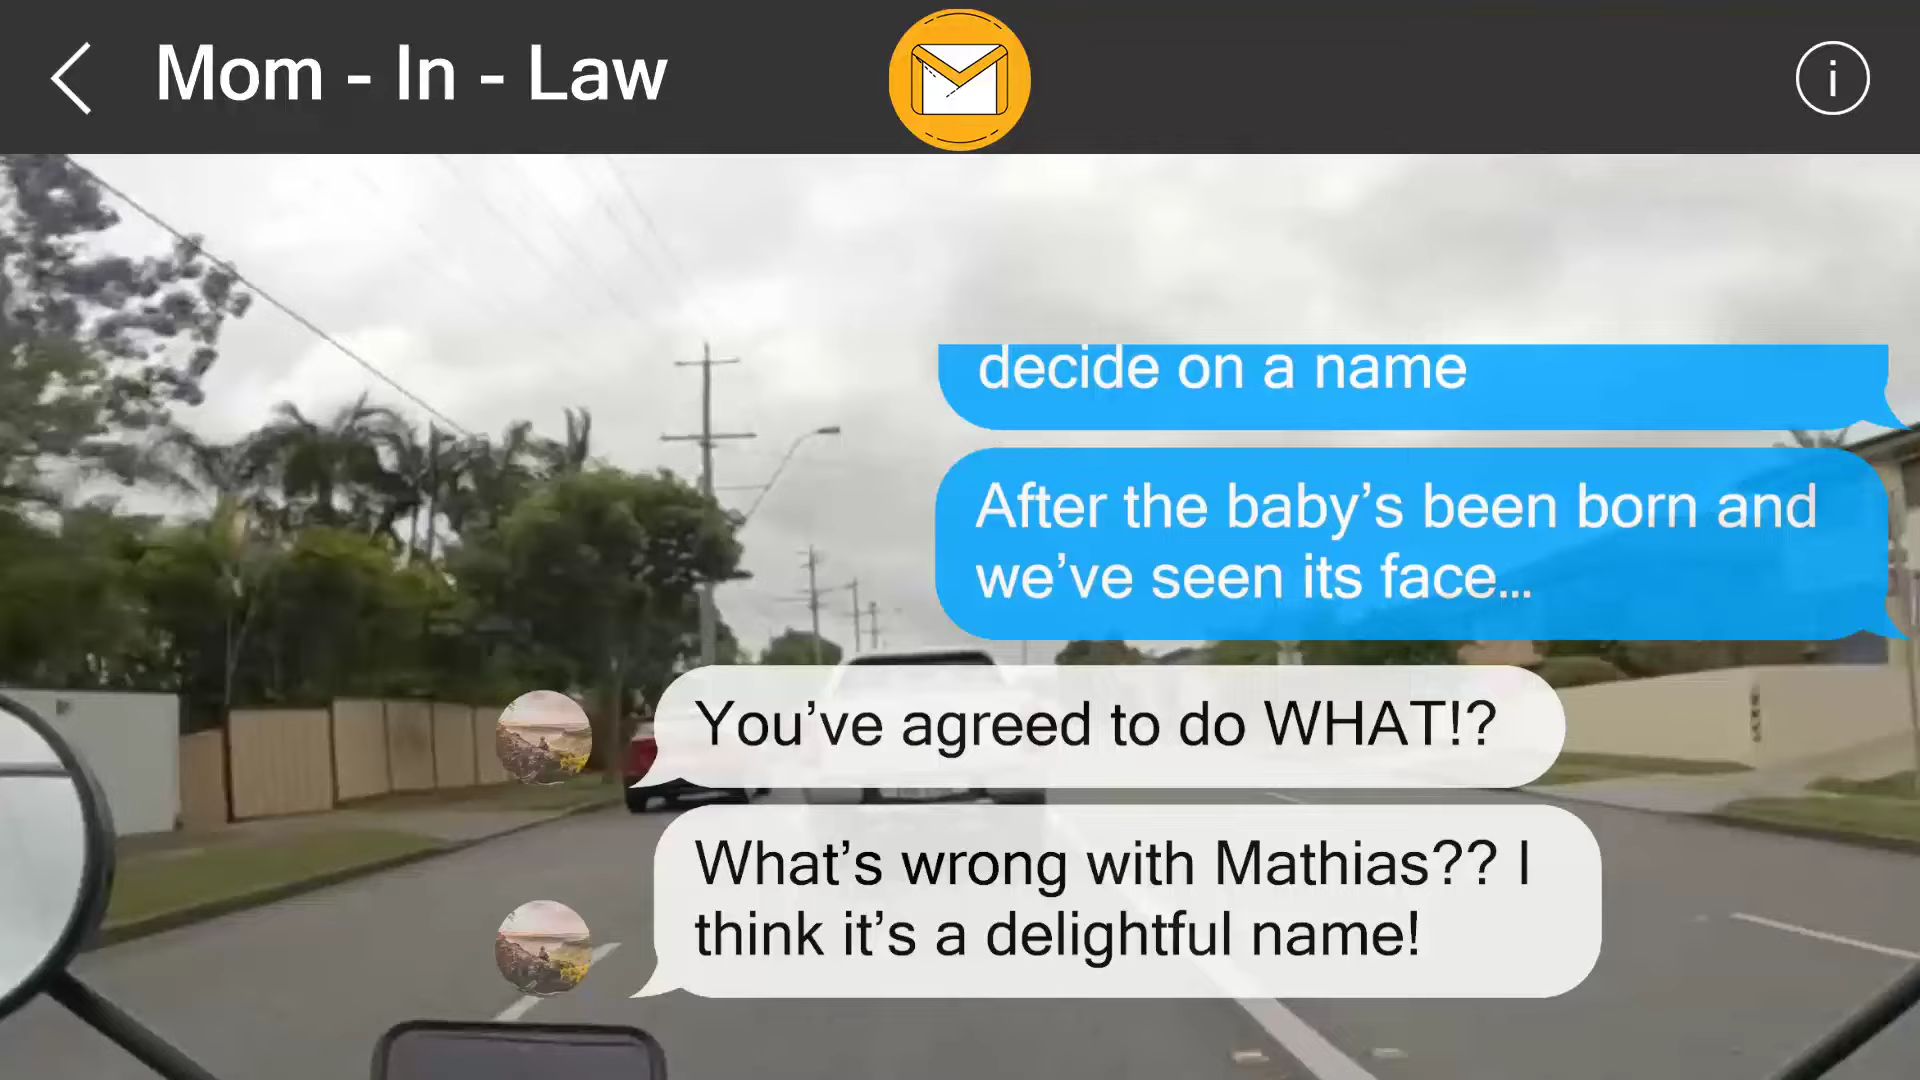 Mom - In - Law
i
decide on a name
After the baby’s been born and
we’ve seen its face...
You’ve agreed to do WHAT!?
What’s wrong with Mathias?? I
think it’s a delightful name!